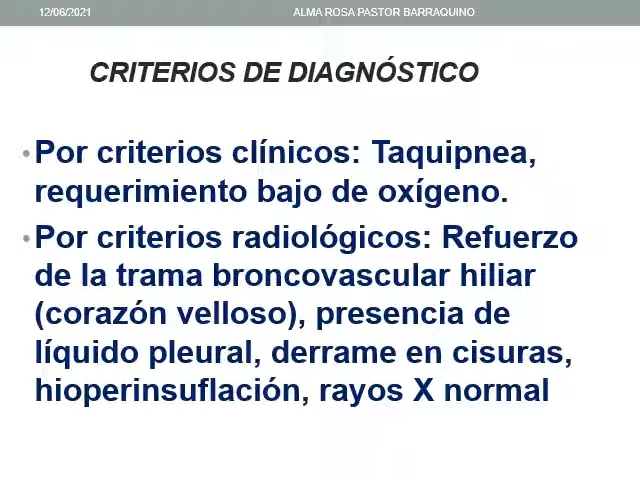 12/06/2021 ALMA ROSA PASTOR BARRAQUINO
CRITERIOS DE DIAGNÓSTICO
•Por criterios clínicos: Taquipnea,
requerimiento bajo de oxígeno.
•Por criterios radiológicos: Refuerzo
de la trama broncovascular hiliar
(corazón velloso), presencia de
líquido pleural, derrame en cisuras,
hioperinsuflación, rayos X normal